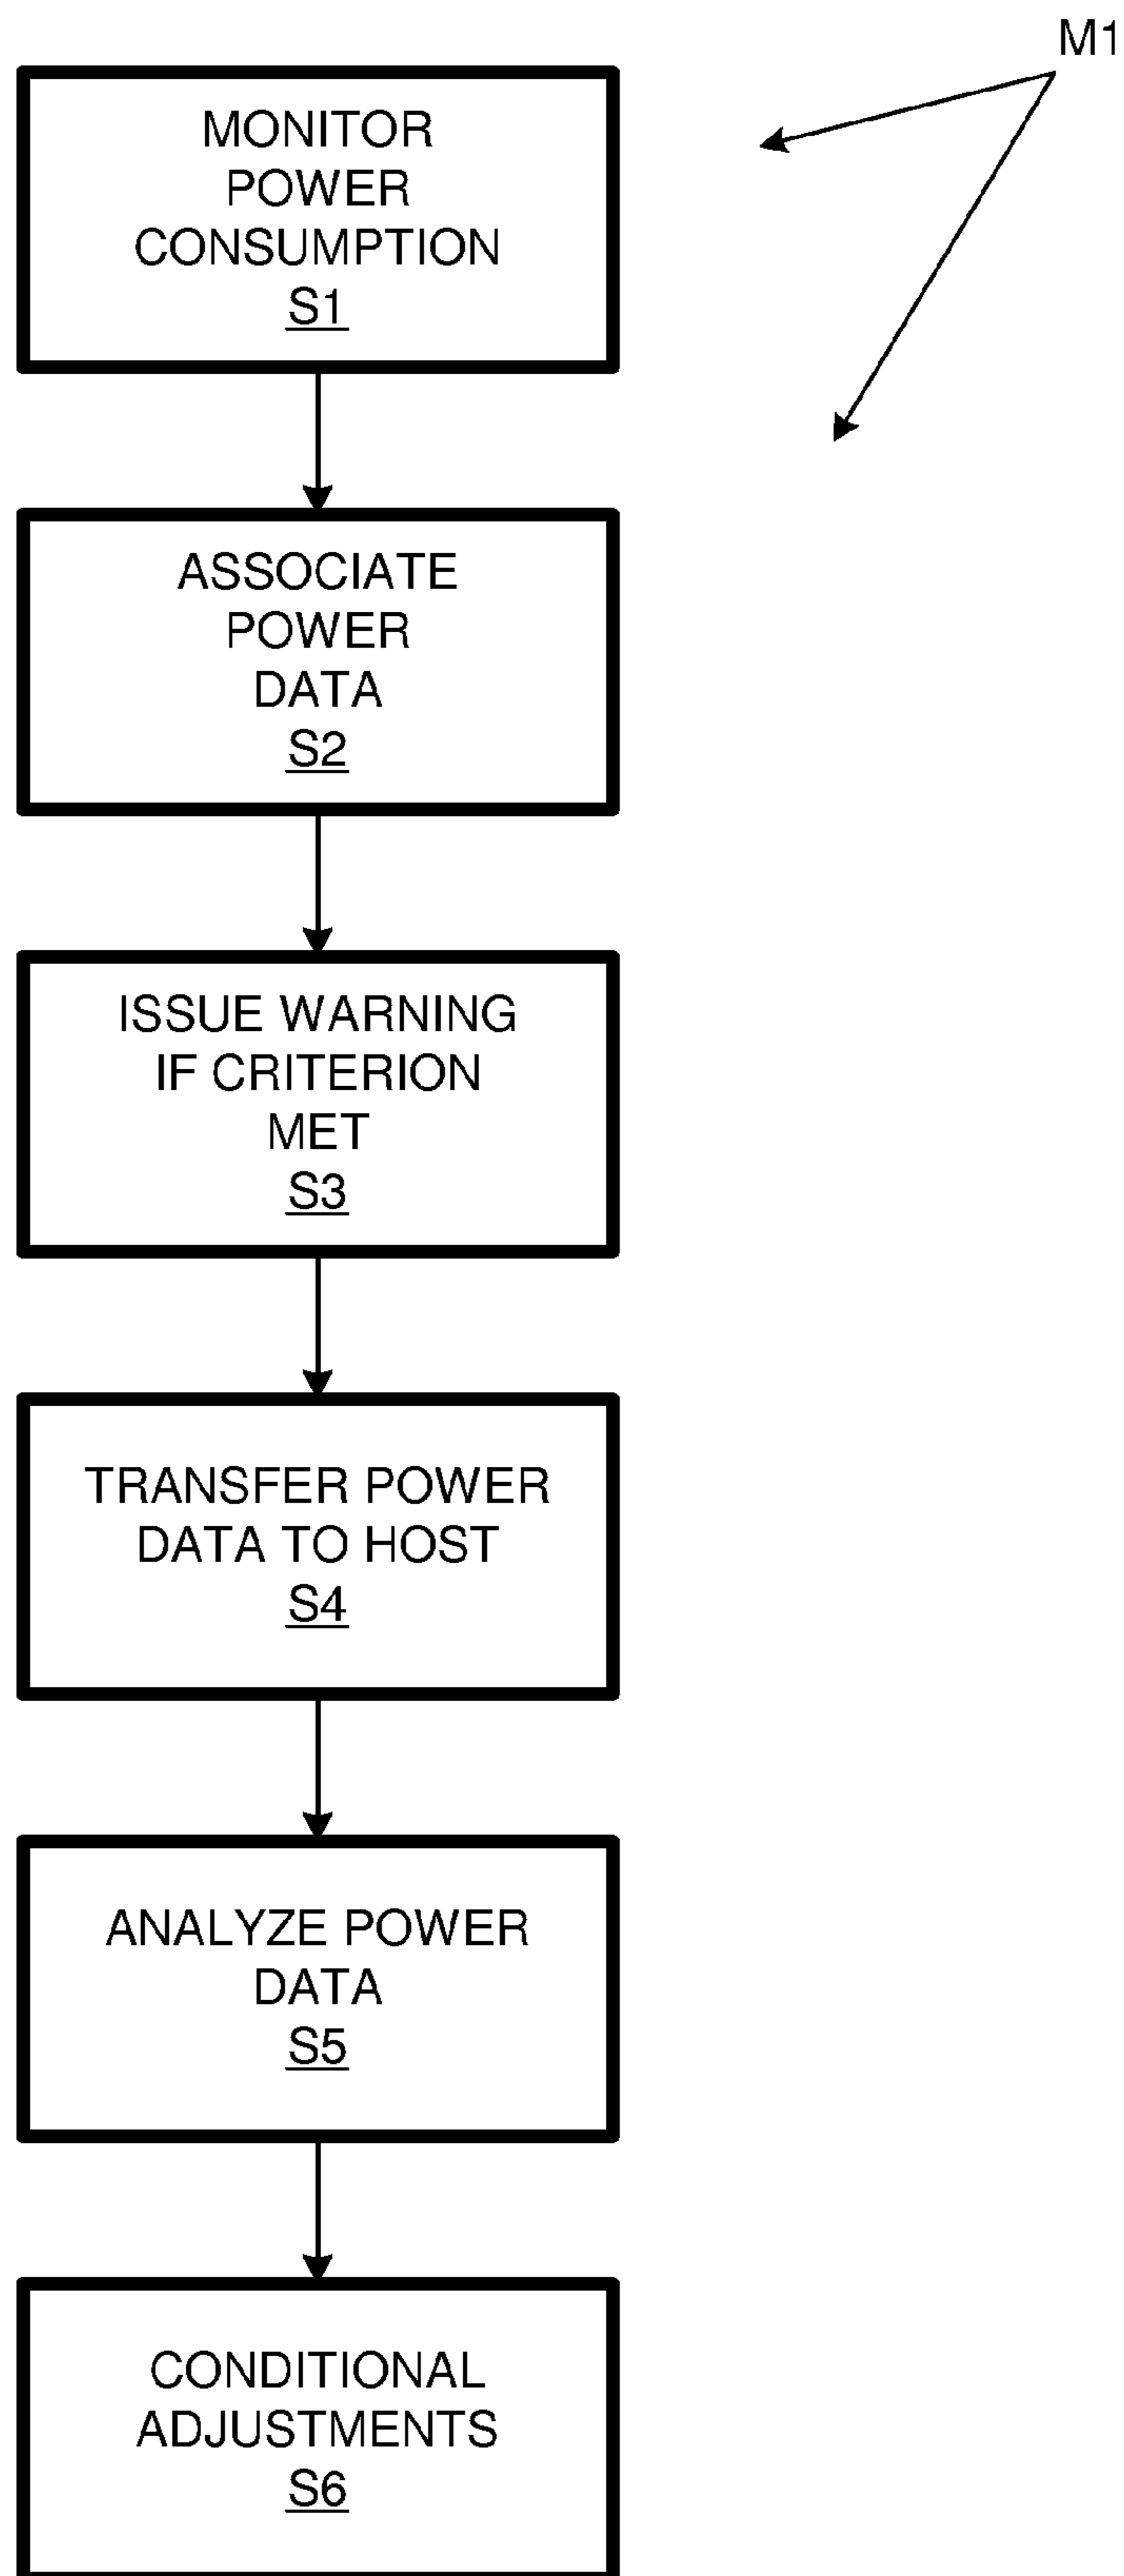 M1
MONITOR
POWER
CONSUMPTION
S1
ASSOCIATE
POWER
DATA
S2
ISSUE WARNING
IF CRITERION
MET
S3
TRANSFER POWER
DATA TO HOST
S4
ANALYZE POWER
DATA
S5
CONDITIONAL
ADJUSTMENTS
S6